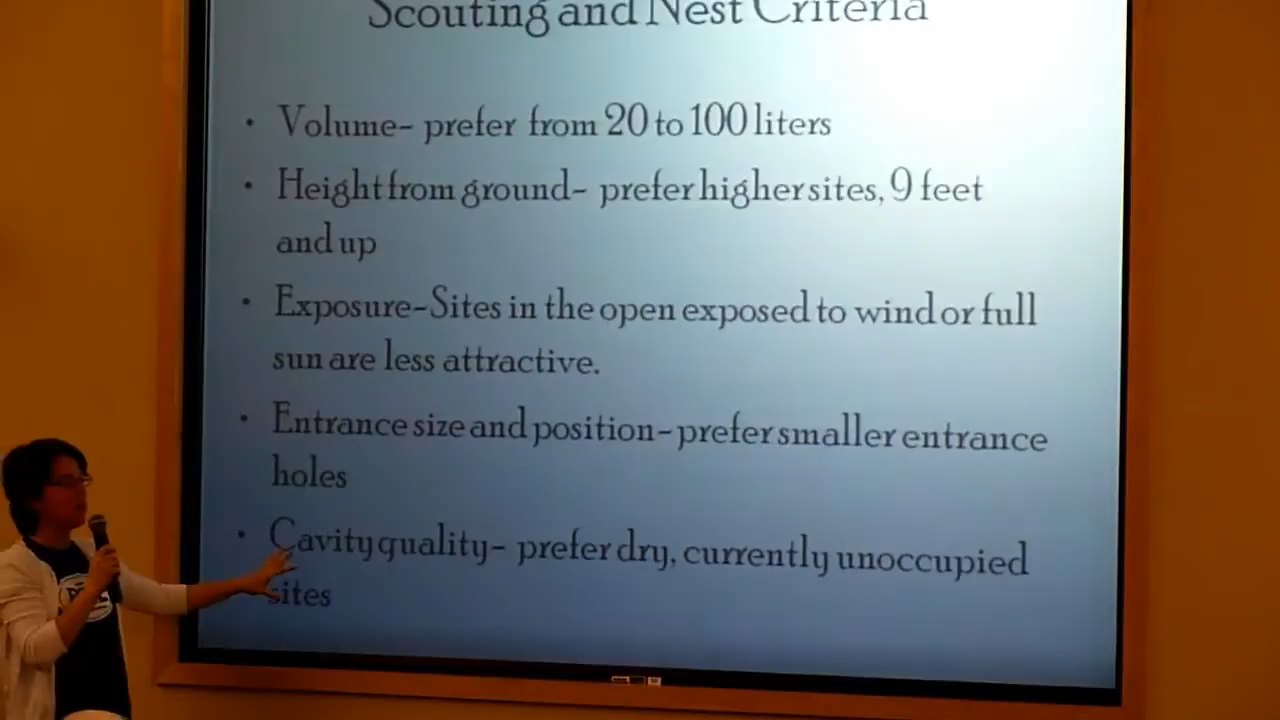 Scouting and Nest Criteria
• Volume- prefer from 20 to 100 liters
• Height from ground- prefer higher sites, 9 feet
and up
• Exposure-Sites in the open exposed to wind or full
sun are less attractive.
• Entrance size and position- prefer smaller entrance
holes
• Cavity quality- prefer dry, currently unoccupied
sites